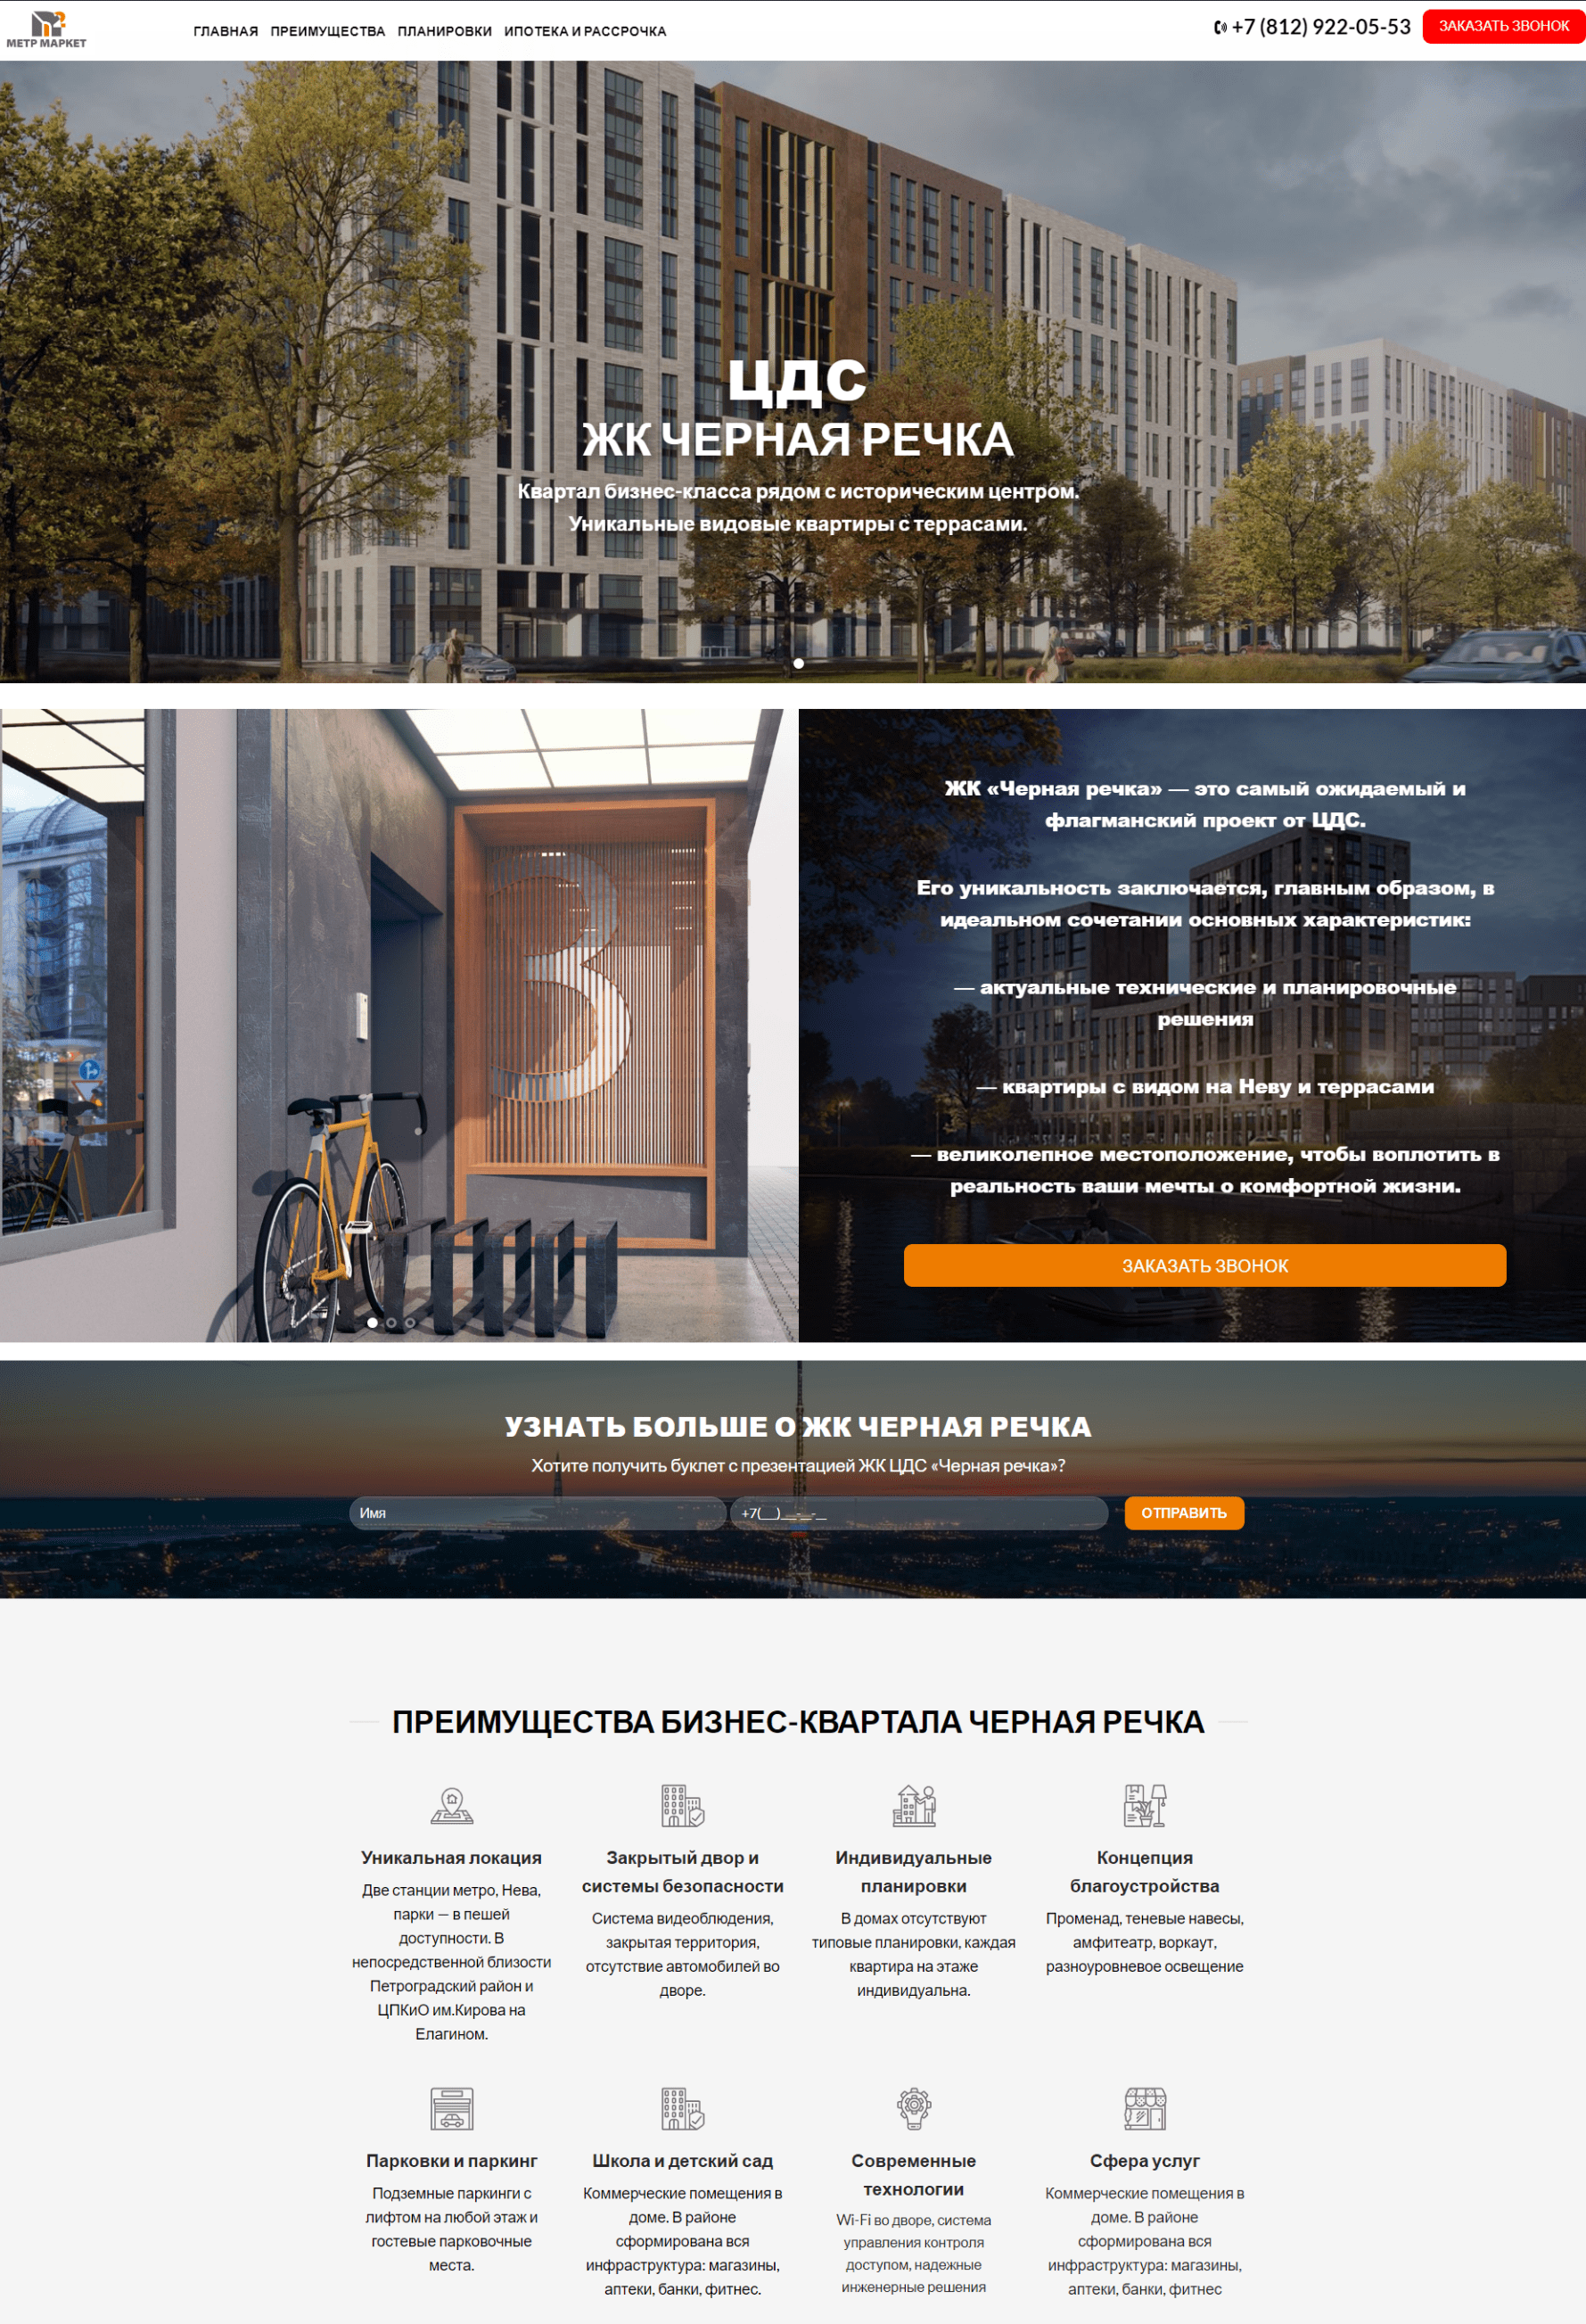 МЕТР МАРКЕТ
ГЛАВНАЯ ПРЕИМУЩЕСТВА ПЛАНИРОВКИ ИПОТЕКА И РАССРОЧКА
+7 (812) 922-05-53
ЗАКАЗАТЬ ЗВОНОК
ЦДС
ЖК ЧЕРНАЯ РЕЧКА
Квартал бизнес-класса рядом с историческим центром.
Уникальные видовые квартиры с террасами.
3
ЖК «Черная речка» — это самый ожидаемый и
флагманский проект от ЦДС.
Его уникальность заключается, главным образом, в
идеальном сочетании основных характеристик:
— актуальные технические и планировочные
решения
— квартиры с видом на Неву и террасами
— великолепное местоположение, чтобы воплотить в
реальность ваши мечты о комфортной жизни.
ЗАКАЗАТЬ ЗВОНОК
УЗНАТЬ БОЛЬШЕ О ЖК ЧЕРНАЯ РЕЧКА
Хотите получить буклет с презентацией ЖК ЦДС «Черная речка»?
Имя
+7(__)___-__-__
ОТПРАВИТЬ
ПРЕИМУЩЕСТВА БИЗНЕС-КВАРТАЛА ЧЕРНАЯ РЕЧКА
Уникальная локация
Две станции метро, Нева,
парки — в пешей
доступности. В
непосредственной близости
Петроградский район и
ЦПКиО им.Кирова на
Елагином.
Закрытый двор и
системы безопасности
Система видеоблюдения,
закрытая территория,
отсутствие автомобилей во
дворе.
Индивидуальные
планировки
В домах отсутствуют
типовые планировки, каждая
квартира на этаже
индивидуальна.
Концепция
благоустройства
Променад, теневые навесы,
амфитеатр, воркаут,
разноуровневое освещение
Парковки и паркинг
Подземные паркинги с
лифтом на любой этаж и
гостевые парковочные
места.
Школа и детский сад
Коммерческие помещения в
доме. В районе
сформирована вся
инфраструктура: магазины,
аптеки, банки, фитнес.
Современные
технологии
Wi-Fi во дворе, система
управления контроля
доступом, надежные
инженерные решения
Сфера услуг
Коммерческие помещения в
доме. В районе
сформирована вся
инфраструктура: магазины,
аптеки, банки, фитнес